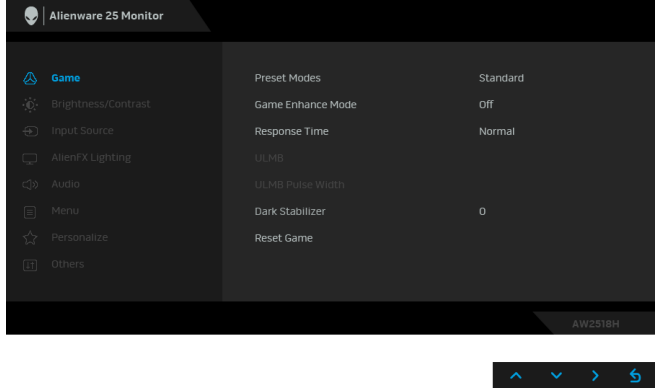 Alienware 25 Monitor
Game
Preset Modes Standard
Brightness/Contrast
Game Enhance Mode Off
Input Source
Response Time Normal
AlienFX Lighting
ULMB
Audio
ULMB Pulse Width
Menu
Dark Stabilizer 0
Personalize
Reset Game
Others
AW2518H